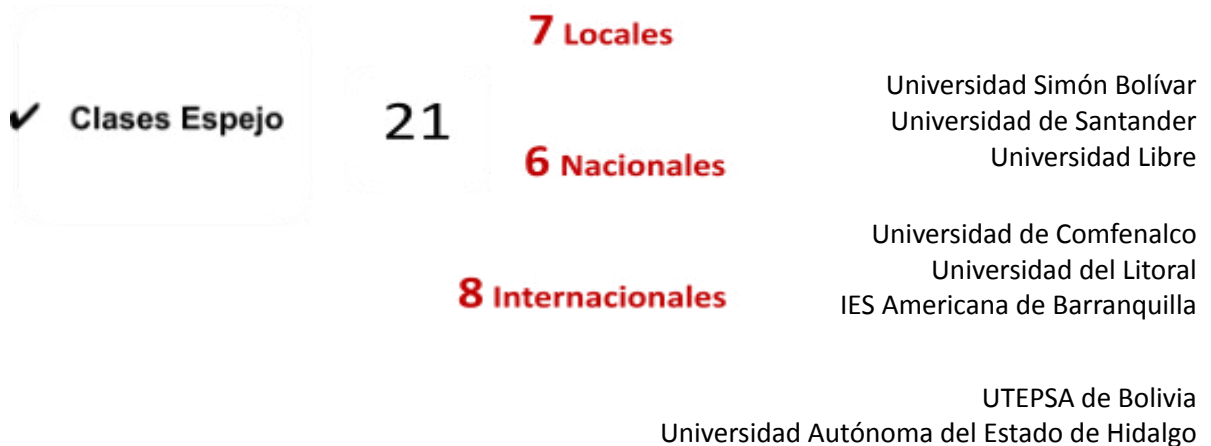 7 Locales
✔ Clases Espejo
21
6 Nacionales
8 Internacionales
Universidad Simón Bolívar
Universidad de Santander
Universidad Libre
Universidad de Comfenalco
Universidad del Litoral
IES Americana de Barranquilla
UTEPSA de Bolivia
Universidad Autónoma del Estado de Hidalgo